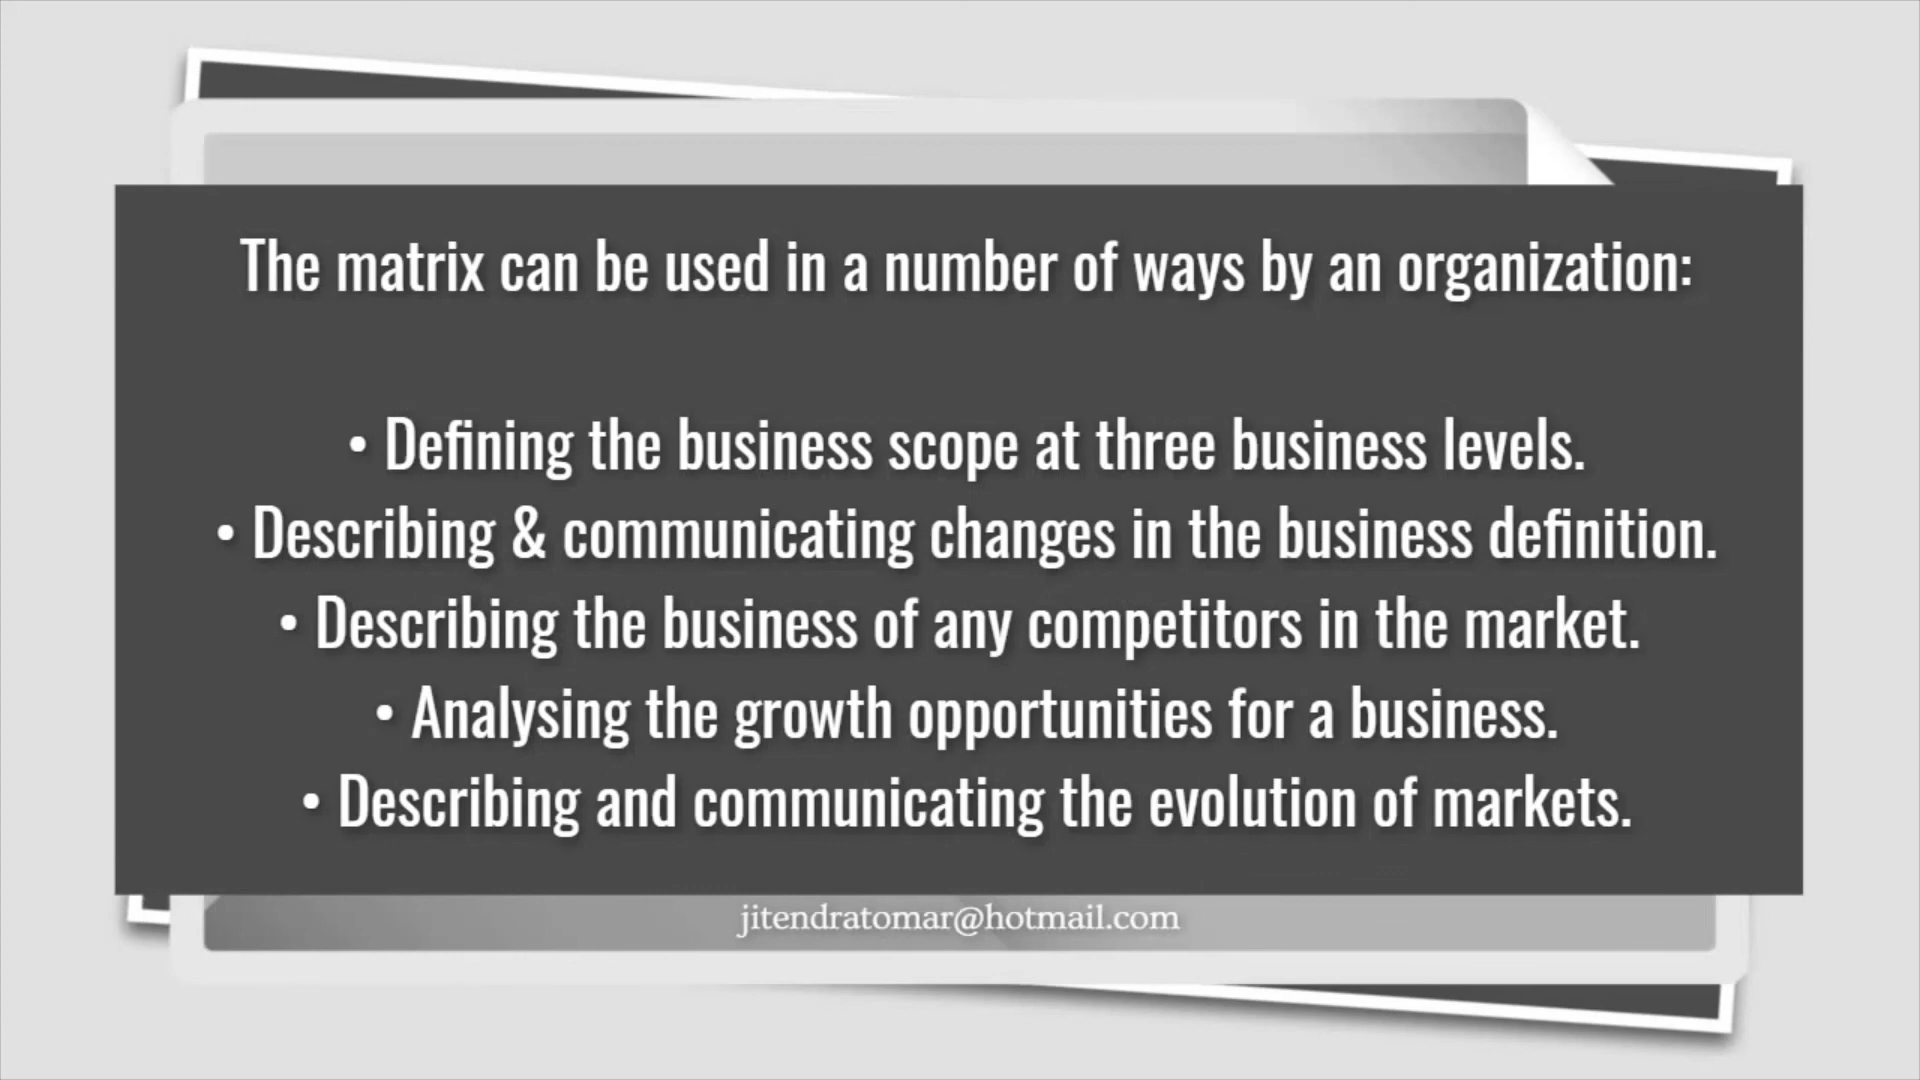 The matrix can be used in a number of ways by an organization:
• Defining the business scope at three business levels.
• Describing & communicating changes in the business definition.
• Describing the business of any competitors in the market.
• Analysing the growth opportunities for a business.
• Describing and communicating the evolution of markets.
jitendratomar@hotmail.com